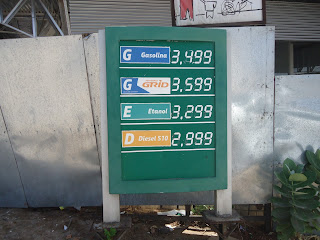 G Gasolina 3,499
G GRID 3,599
E Etanol 3,299
D Diesel S10 2,999